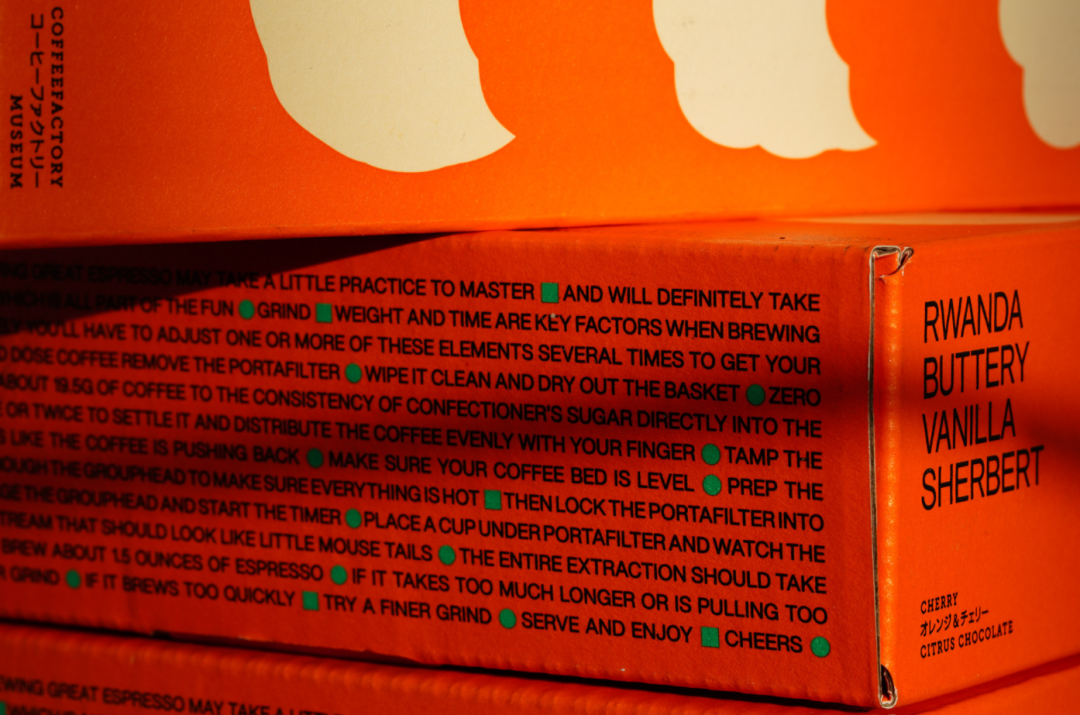 COFFEEFACTORY
コーヒーファクトリー
MUSEUM
GREAT ESPRESSO MAY TAKE A LITTLE PRACTICE TO MASTER AND WILL DEFINITELY TAKE
WHICH IS ALL PART OF THE FUN GRIND WEIGHT AND TIME ARE KEY FACTORS WHEN BREWING
YOU'LL HAVE TO ADJUST ONE OR MORE OF THESE ELEMENTS SEVERAL TIMES TO GET YOUR
DOSE COFFEE REMOVE THE PORTAFILTER WIPE IT CLEAN AND DRY OUT THE BASKET ZERO
ABOUT 19.5G OF COFFEE TO THE CONSISTENCY OF CONFECTIONER'S SUGAR DIRECTLY INTO THE
OR TWICE TO SETTLE IT AND DISTRIBUTE THE COFFEE EVENLY WITH YOUR FINGER TAMP THE
LIKE THE COFFEE IS PUSHING BACK MAKE SURE YOUR COFFEE BED IS LEVEL PREP THE
THE GROUPHEAD TO MAKE SURE EVERYTHING IS HOT THEN LOCK THE PORTAFILTER INTO
THE GROUPHEAD AND START THE TIMER PLACE A CUP UNDER PORTAFILTER AND WATCH THE
STREAM THAT SHOULD LOOK LIKE LITTLE MOUSE TAILS THE ENTIRE EXTRACTION SHOULD TAKE
BREW ABOUT 1.5 OUNCES OF ESPRESSO IF IT TAKES TOO MUCH LONGER OR IS PULLING TOO
GRIND IF IT BREWS TOO QUICKLY TRY A FINER GRIND SERVE AND ENJOY CHEERS
RWANDA
BUTTERY
VANILLA
SHERBERT
CHERRY
オレンジ&チェリー
CITRUS CHOCOLATE
GREAT ESPRESSO MAY TAKE A